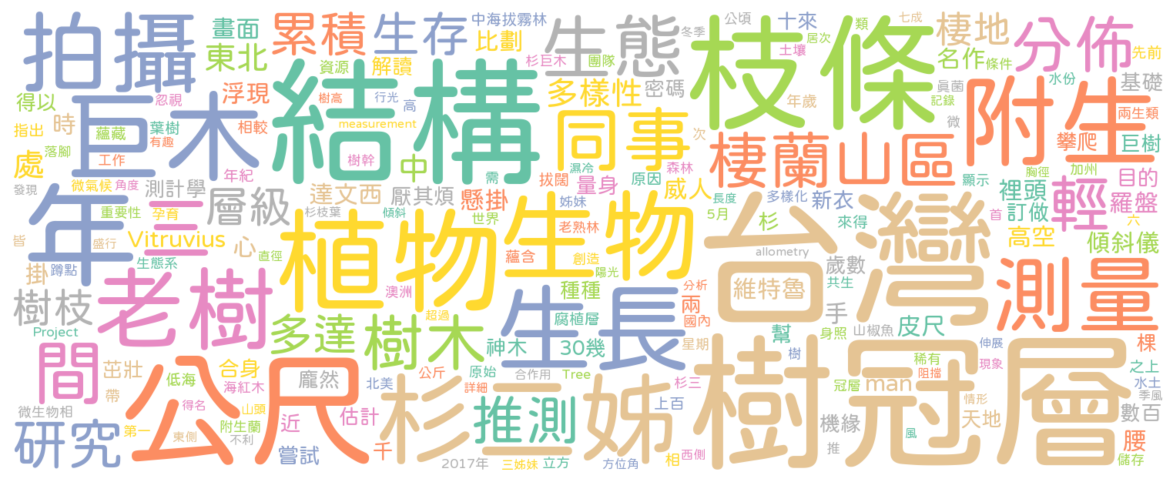 拍攝
畫面
東北
累積
生存
中海拔霧林
比劃
解讀
生態
公頃
冬季
十來
土壤
類
居次
七成
棲地
名作
條件
分佈
先前
水份
基礎
枝條
杉巨木
團隊
資源
多樣性
密碼
年歲
真菌
記錄
微
附生
兩生類
攀爬
巨樹
得以
忍視
浮現
樹高
行光
高
結構
measurement
巨木
指出
蘊藏
葉樹
相較
有趣
同事
次
棲蘭山區
時
處
落腳
工作
年紀
樹幹
中
需
濕冷
森林
拔闊
原因
量身
威人
顯示
胸徑
加州
目的
裡頭
羅盤
訂做
輕
首
六
發現
微氣候
角度
測計學
達文西
厭其煩
懸掛
姊妹
長度
多樣化
新衣
5月
杉
來得
重要性
孕育
層級
杉枝葉
傾斜
世界
老熟林
高空
傾斜儀
年
三
皆
盛行
Vitruvius
心
直徑
植物
生物
蘊含
創造
陽光
台灣
allometry
歲數
共生
掛
蹲點
生態系
老樹
澳洲
超過
種種
分析
兩
國內
維特魯
手
測量
樹枝
Project
多達
樹木
生長
腐植層
神木
30幾
星期
幫
身照
山椒魚
皮尺
伸展
棵
間
茁壯
帶
低海
合身
海紅木
龐然
公斤
原始
北美
詳細
合作用
Tree
杉三
樹
稀有
阻擋
冠層
man
現象
之上
水土
季風
微生物相
得名
山頭
公尺
近
估計
杉
推測
姊
上百
樹冠層
機緣
情形
天地
數百
研究
第一
東側
附生蘭
不利
嘗試
千
2017年
三姊妹
立方
方位角
相
西側
推
風
腰
儲存